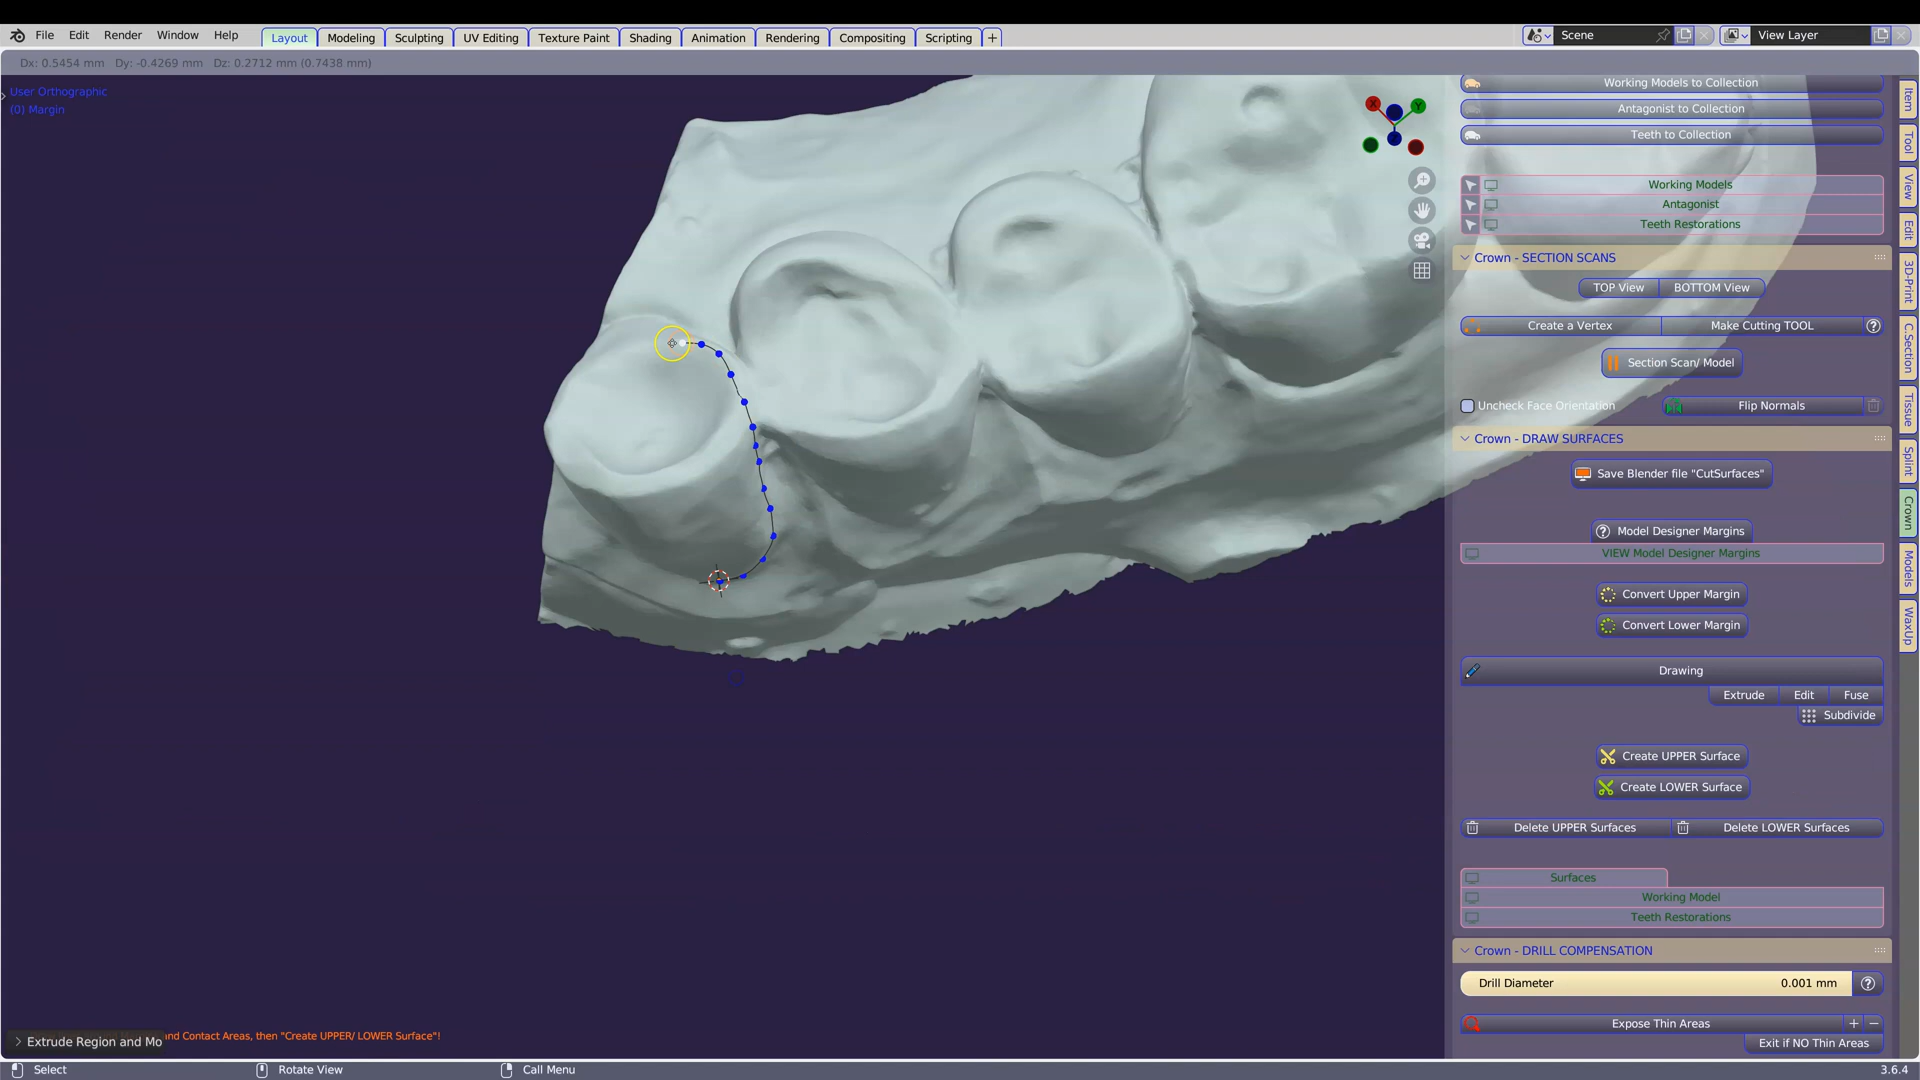 File Edit Render Window Help Layout Modeling Sculpting UV Editing Texture Paint Shading Animation Rendering Compositing Scripting + Scene View Layer
Dx: 0.5454 mm Dy: -0.4269 mm Dz: 0.2712 mm (0.7438 mm)
User Orthographic
(0) Margin
X Y
Working Models to Collection
Antagonist to Collection
Teeth to Collection
Working Models
Antagonist
Teeth Restorations
Crown - SECTION SCANS
TOP View BOTTOM View
Create a Vertex Make Cutting TOOL
Section Scan/ Model
Uncheck Face Orientation Flip Normals
Crown - DRAW SURFACES
Save Blender file "CutSurfaces"
Model Designer Margins
VIEW Model Designer Margins
Convert Upper Margin
Convert Lower Margin
Drawing
Extrude Edit Fuse
Subdivide
Create UPPER Surface
Create LOWER Surface
Delete UPPER Surfaces Delete LOWER Surfaces
Surfaces
Working Model
Teeth Restorations
Crown - DRILL COMPENSATION
Drill Diameter 0.001 mm
Expose Thin Areas + −
Exit if NO Thin Areas
Item
Tool
View
Edit
3D-Print
C.Section
Tissue
Splint
Crown
Models
WaxUp
and Contact Areas, then "Create UPPER/ LOWER Surface"!
Extrude Region and Mo
Select Rotate View Call Menu 3.6.4